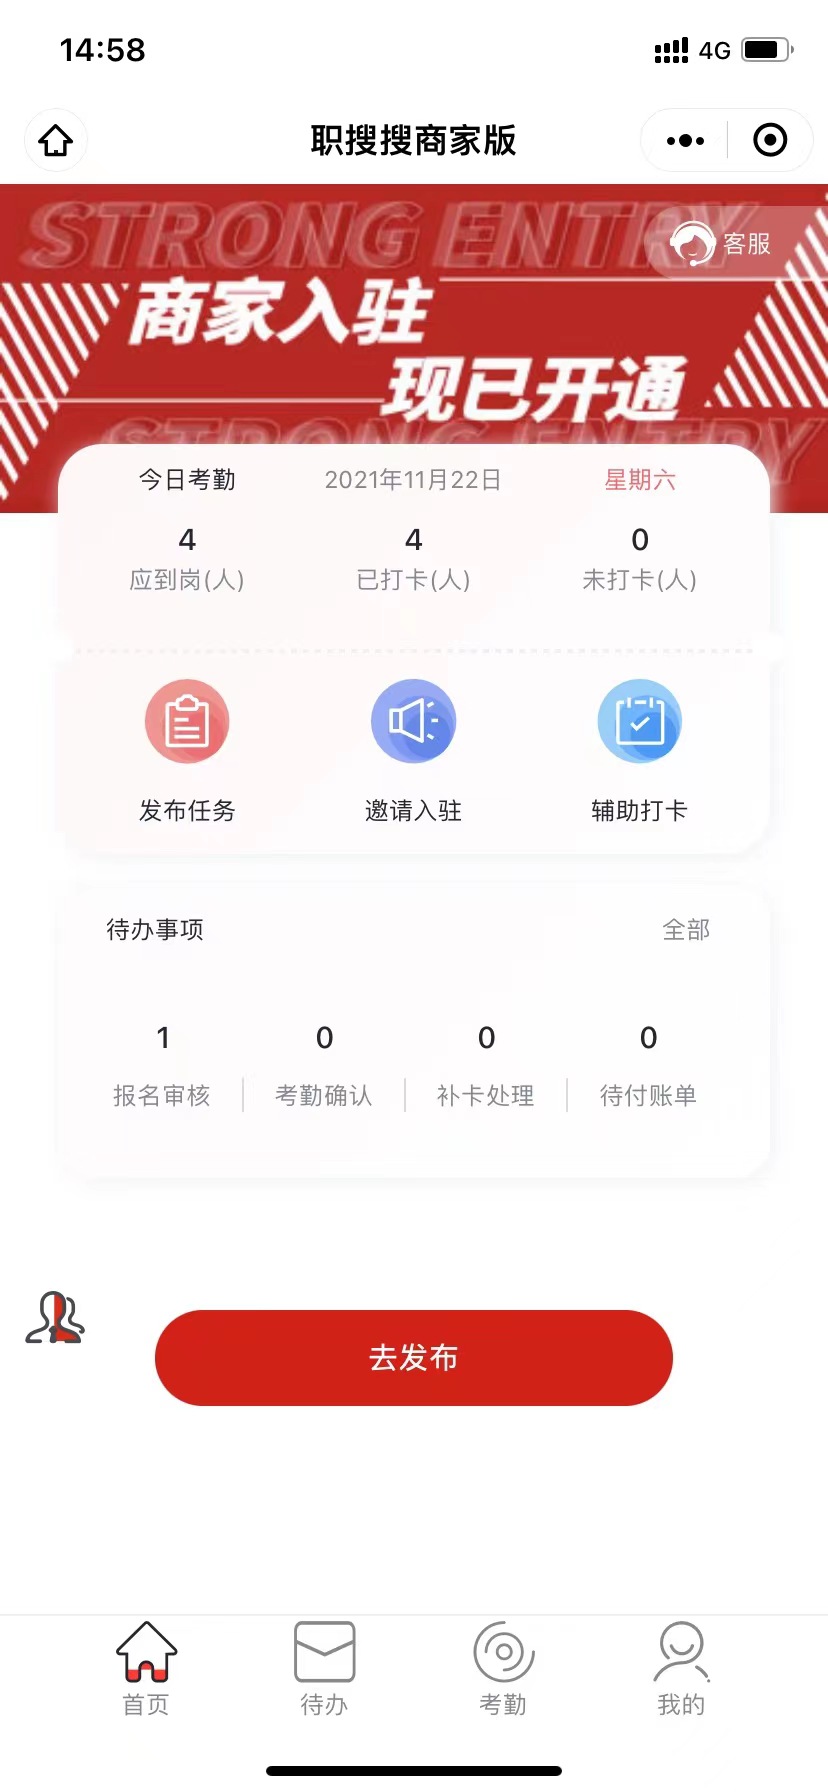 14:58
4G
职搜搜商家版
STRONG ENTRY
客服
商家入驻
现已开通
STRONG ENTRY
今日考勤 2021年11月22日 星期六
4 4 0
应到岗(人) 已打卡(人) 未打卡(人)
发布任务 邀请入驻 辅助打卡
待办事项 全部
1 0 0 0
报名审核 考勤确认 补卡处理 待付账单
去发布
首页 待办 考勤 我的